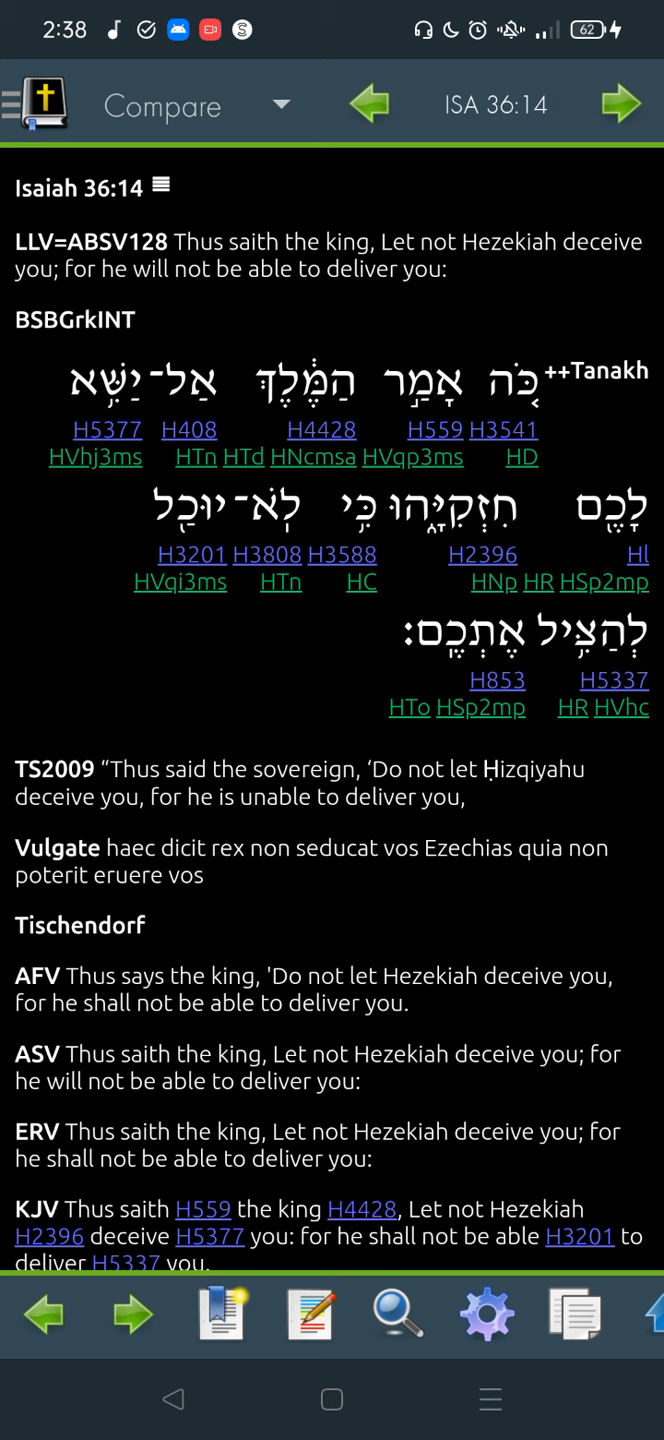 2:38
62
Compare
ISA 36:14
Isaiah 36:14
LLV=ABSV128 Thus saith the king, Let not Hezekiah deceive
you; for he will not be able to deliver you:
BSBGrkINT
++Tanakh כֹּ֚ה אָמַ֣ר הַמֶּ֔לֶךְ אַל־ יַשִּׁ֥א
H3541 H559 H4428 H408 H5377
HD HVqp3ms HTd HNcmsa HTn HVhj3ms
לָכֶ֖ם חִזְקִיָּ֑הוּ כִּ֥י לֹֽא־ יוּכַ֖ל
Hl H2396 H3588 H3808 H3201
HR HSp2mp HNp HC HTn HVqi3ms
לְהַצִּ֥יל אֶתְכֶֽם׃
H5337 H853
HR HVhc HTo HSp2mp
TS2009 “Thus said the sovereign, ‘Do not let Ḥizqiyahu
deceive you, for he is unable to deliver you,
Vulgate haec dicit rex non seducat vos Ezechias quia non
poterit eruere vos
Tischendorf
AFV Thus says the king, 'Do not let Hezekiah deceive you,
for he shall not be able to deliver you.
ASV Thus saith the king, Let not Hezekiah deceive you; for
he will not be able to deliver you:
ERV Thus saith the king, Let not Hezekiah deceive you; for
he shall not be able to deliver you:
KJV Thus saith H559 the king H4428, Let not Hezekiah
H2396 deceive H5377 you: for he shall not be able H3201 to
deliver H5337 you.